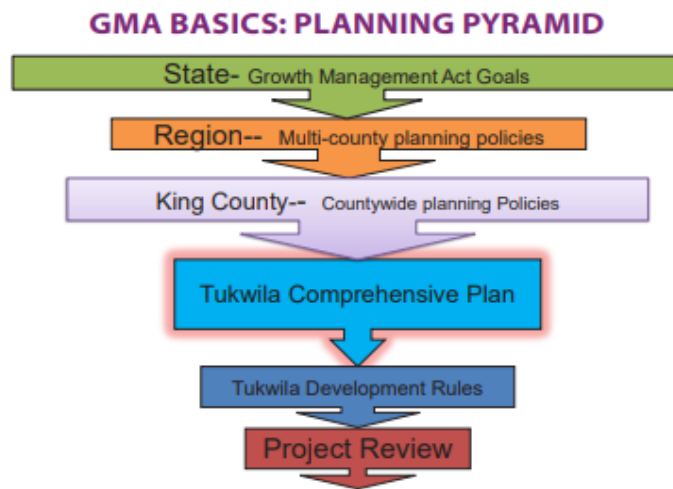 GMA BASICS: PLANNING PYRAMID
State- Growth Management Act Goals
Region-- Multi-county planning policies
King County-- Countywide planning Policies
Tukwila Comprehensive Plan
Tukwila Development Rules
Project Review